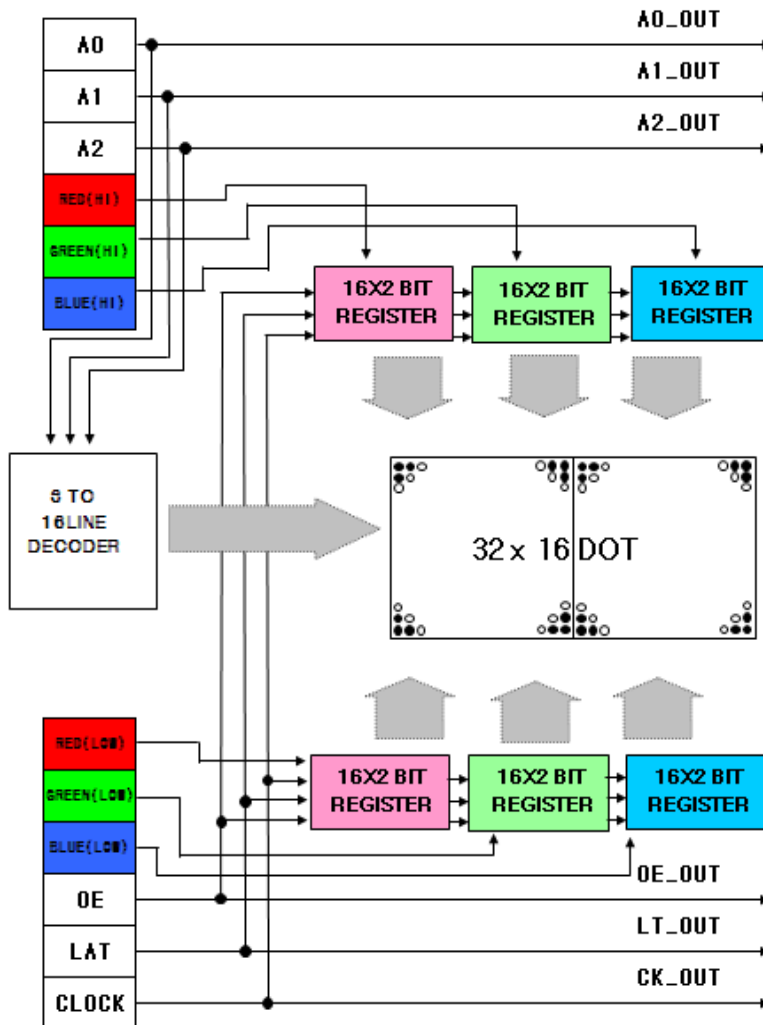 A0
A0_OUT
A1
A1_OUT
A2
A2_OUT
RED(HI)
GREEN(HI)
BLUE(HI)
16X2 BIT
REGISTER
16X2 BIT
REGISTER
16X2 BIT
REGISTER
8 TO
16LINE
DECODER
32 x 16 DOT
RED(LOW)
GREEN(LOW)
BLUE(LOW)
16X2 BIT
REGISTER
16X2 BIT
REGISTER
16X2 BIT
REGISTER
OE
OE_OUT
LAT
LT_OUT
CLOCK
CK_OUT